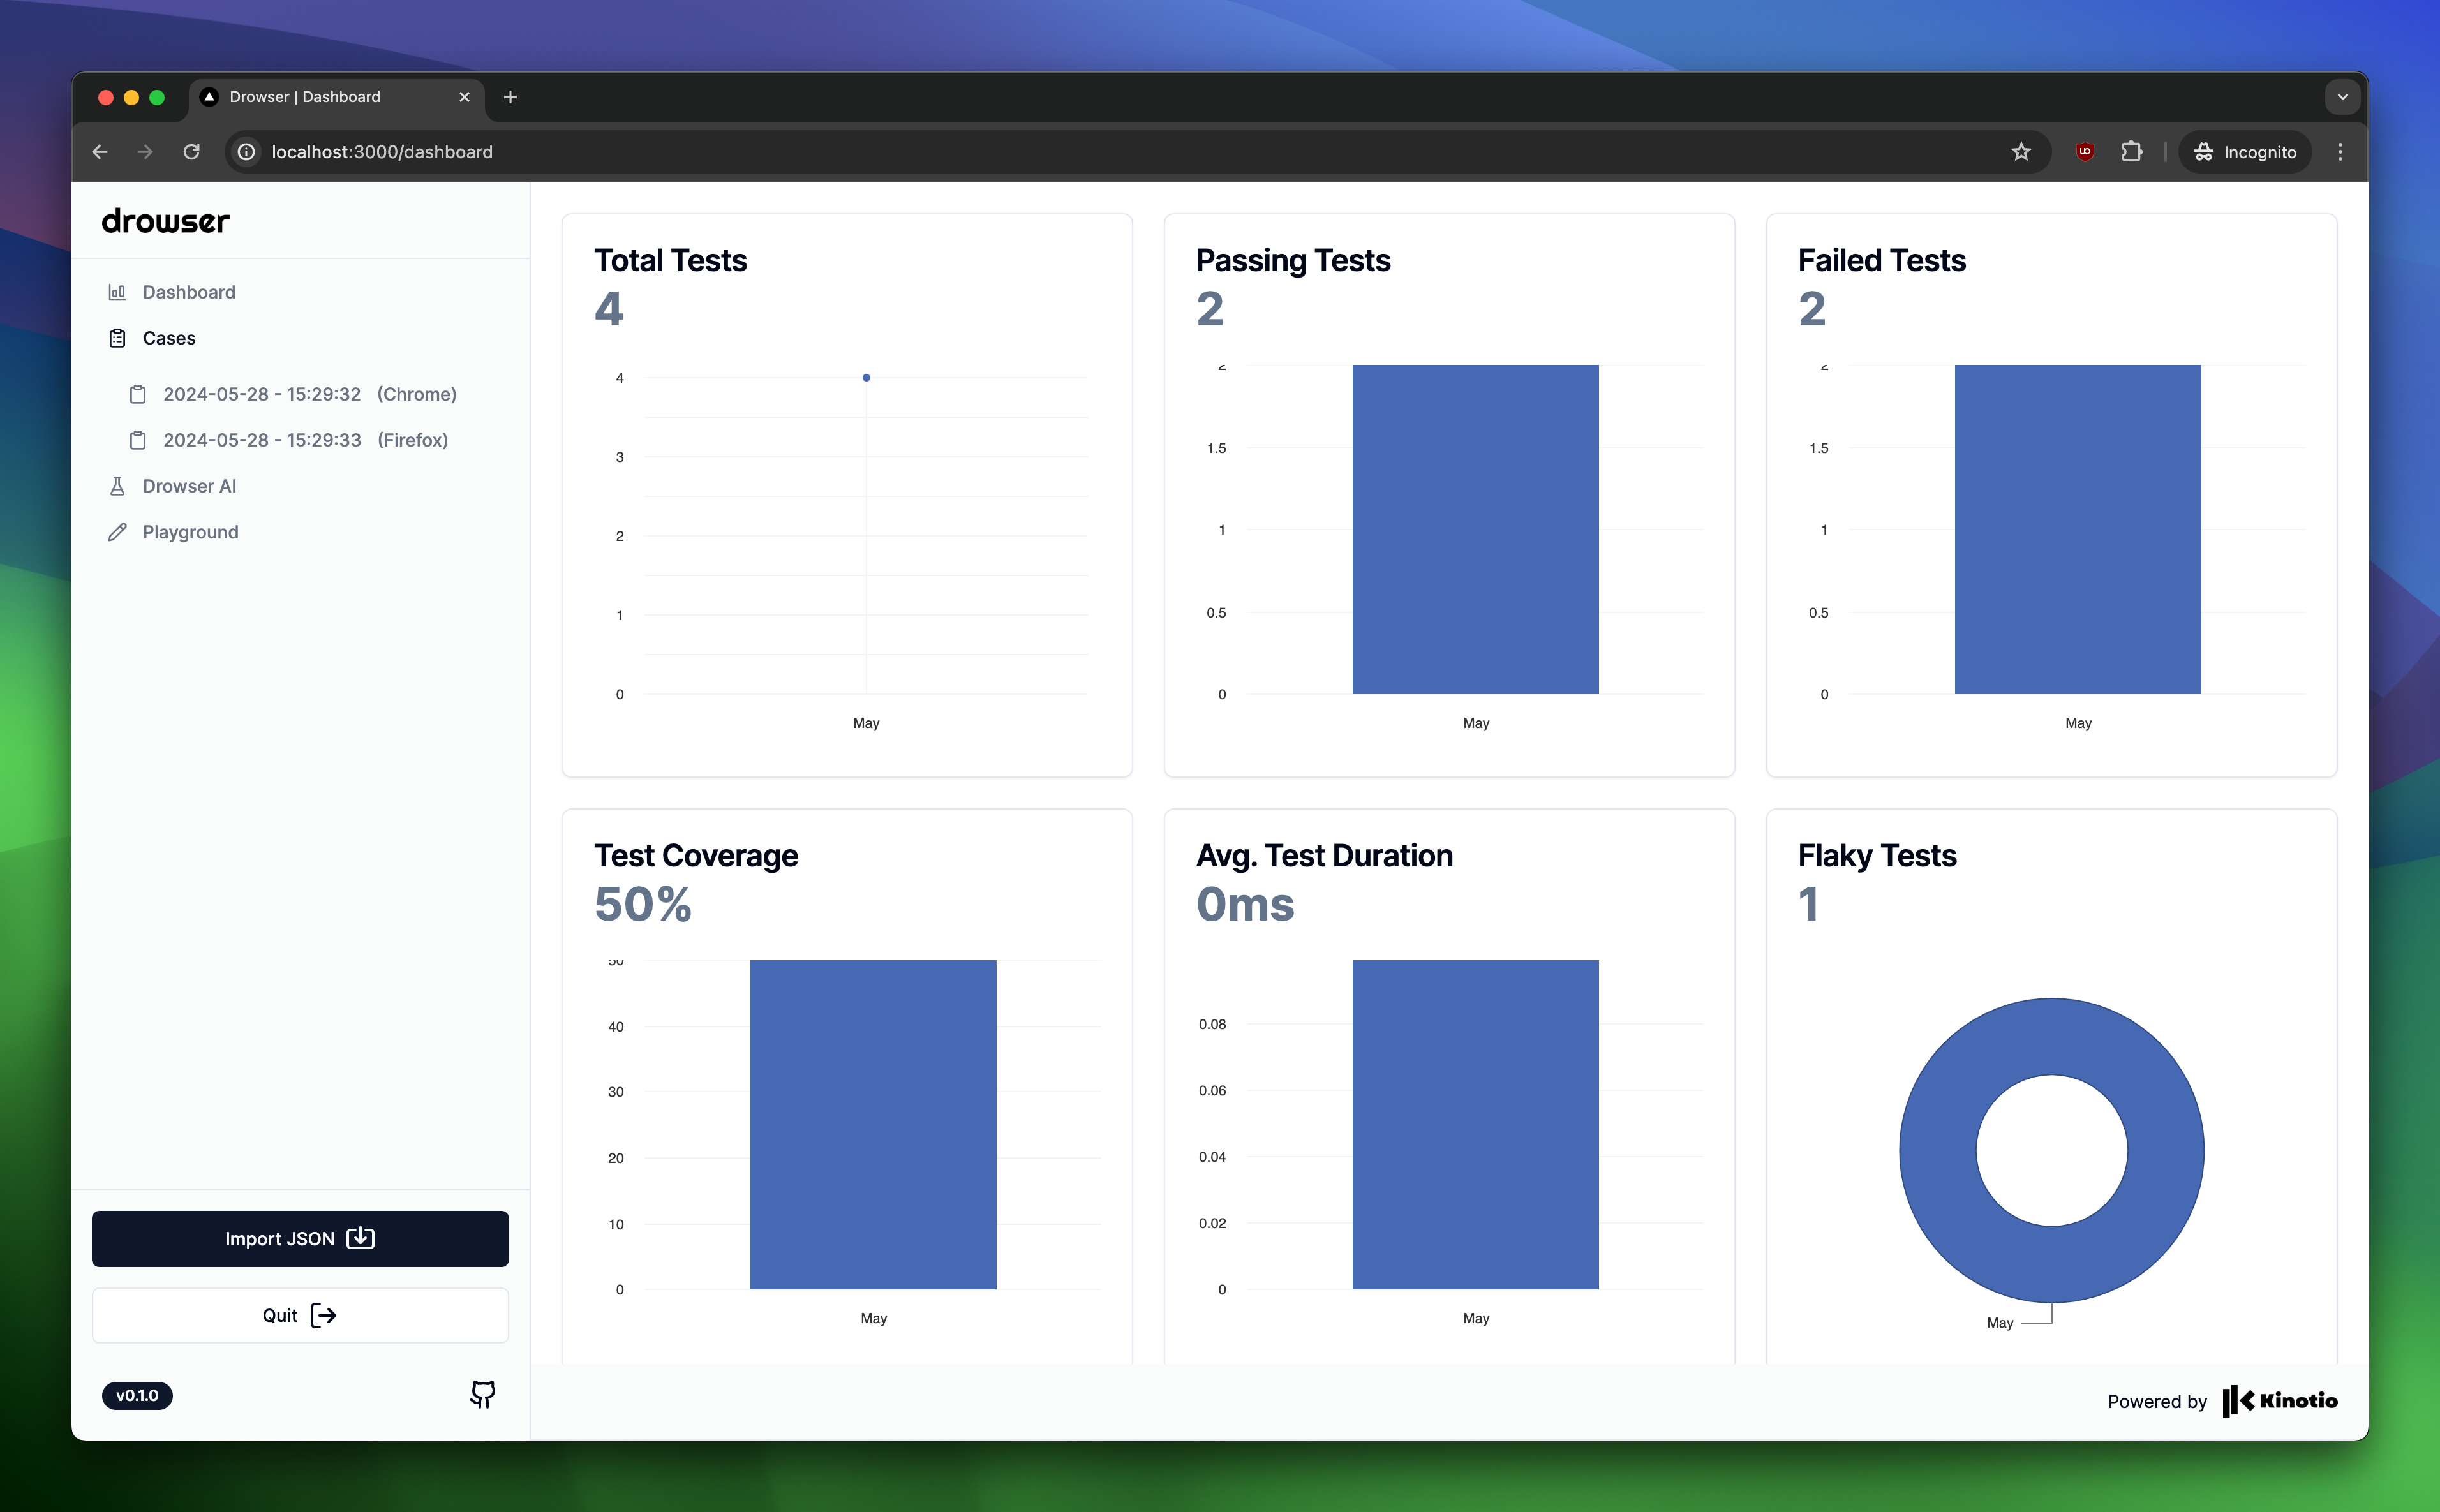 Drowser | Dashboard
localhost:3000/dashboard
Incognito
drowser
Dashboard
Cases
2024-05-28 - 15:29:32 (Chrome)
2024-05-28 - 15:29:33 (Firefox)
Drowser AI
Playground
Import JSON
Quit
v0.1.0
Total Tests
4
4
3
2
1
0
May
Passing Tests
2
2
1.5
1
0.5
0
May
Failed Tests
2
2
1.5
1
0.5
0
May
Test Coverage
50%
50
40
30
20
10
0
May
Avg. Test Duration
0ms
0.08
0.06
0.04
0.02
0
May
Flaky Tests
1
May
Powered by Kinotio